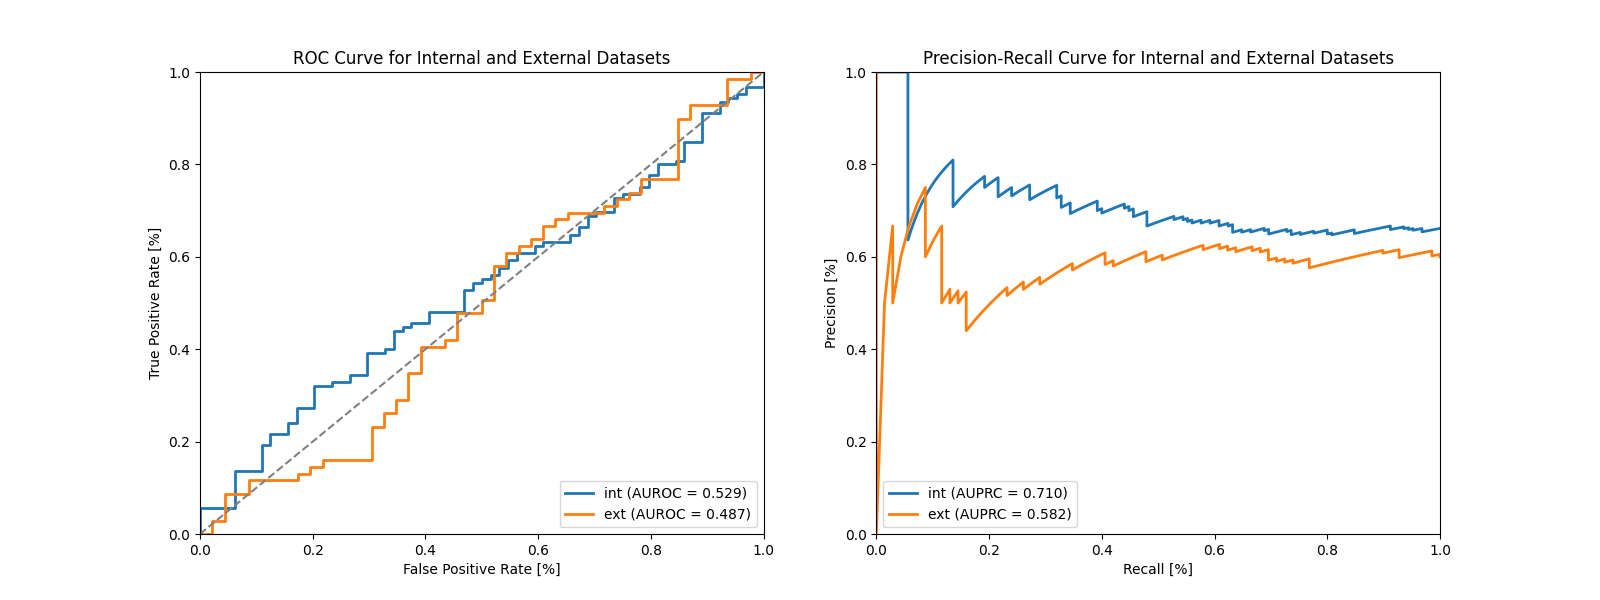 ROC Curve for Internal and External Datasets
1.0
0.8
0.6
0.4
0.2
0.0
True Positive Rate [%]
int (AUROC = 0.529)
ext (AUROC = 0.487)
0.0 0.2 0.4 0.6 0.8 1.0
False Positive Rate [%]
Precision-Recall Curve for Internal and External Datasets
1.0
0.8
0.6
0.4
0.2
0.0
Precision [%]
int (AUPRC = 0.710)
ext (AUPRC = 0.582)
0.0 0.2 0.4 0.6 0.8 1.0
Recall [%]